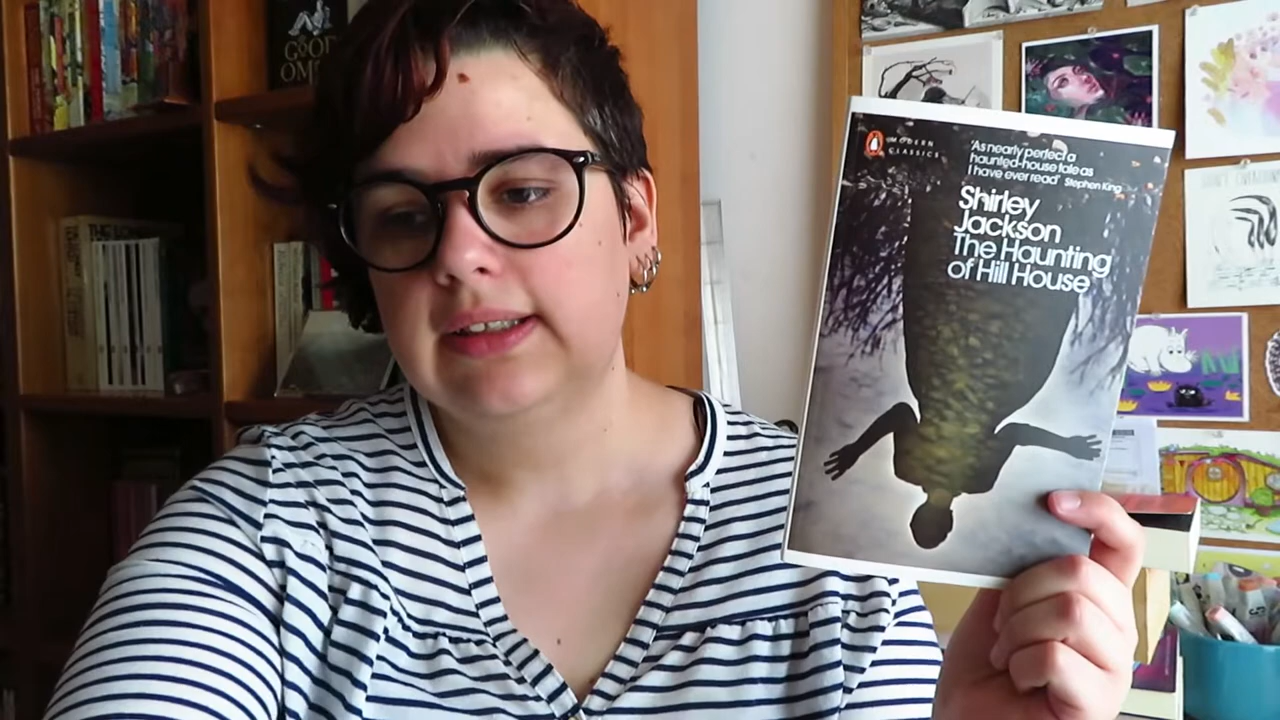 GOOD
MODERN
CLASSICS
'As nearly perfect a
haunted-house tale as
I have ever read' Stephen King
Shirley
Jackson
The Haunting
of Hill House